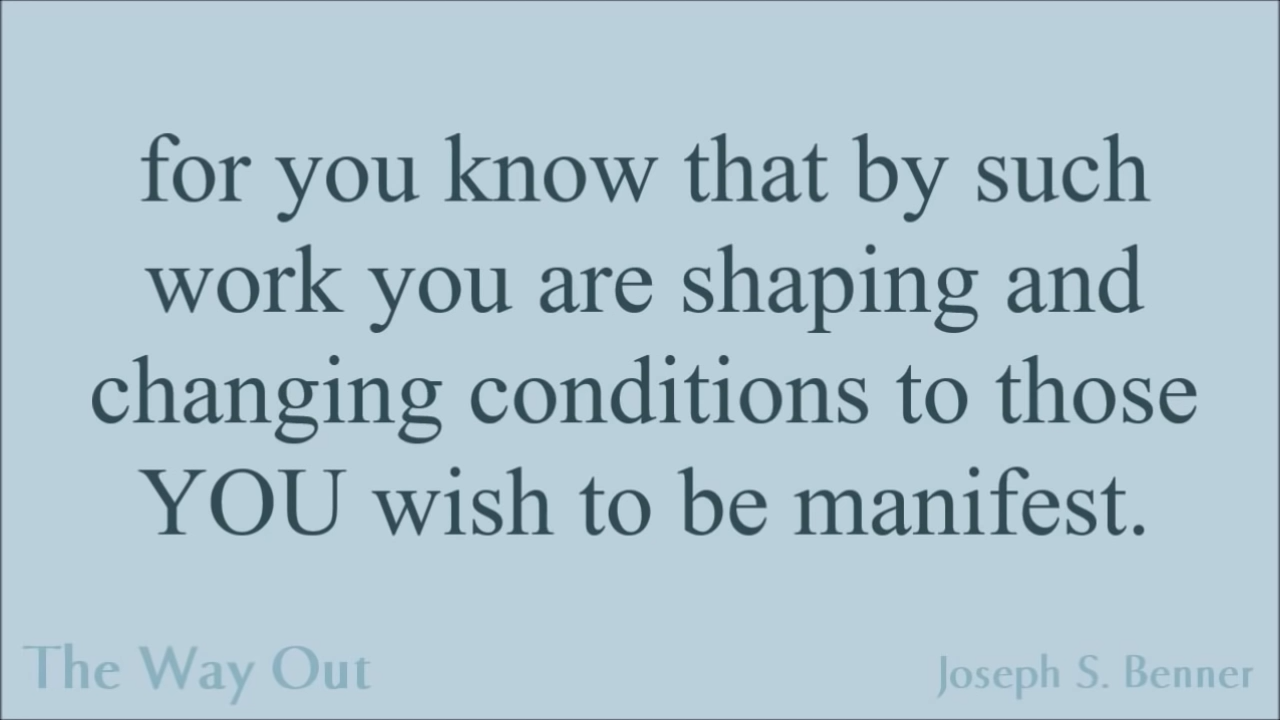 for you know that by such
work you are shaping and
changing conditions to those
YOU wish to be manifest.
The Way Out
Joseph S. Benner